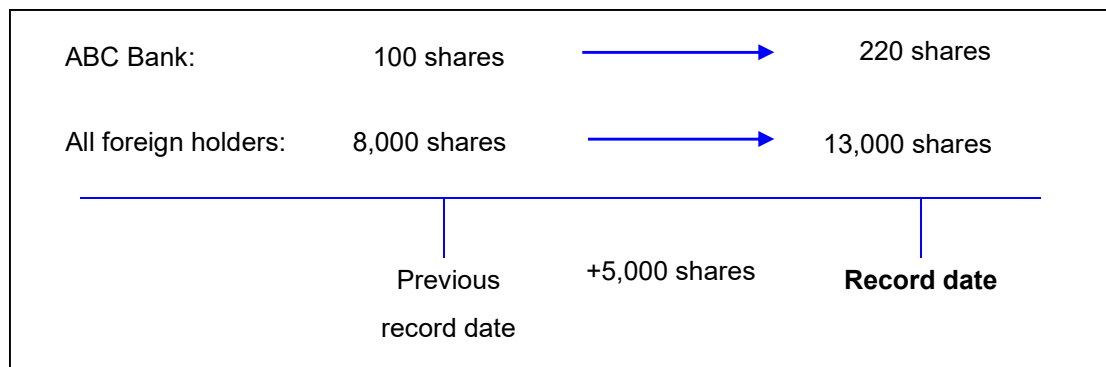 ABC Bank: 100 shares 220 shares
All foreign holders: 8,000 shares 13,000 shares
Previous record date +5,000 shares Record date